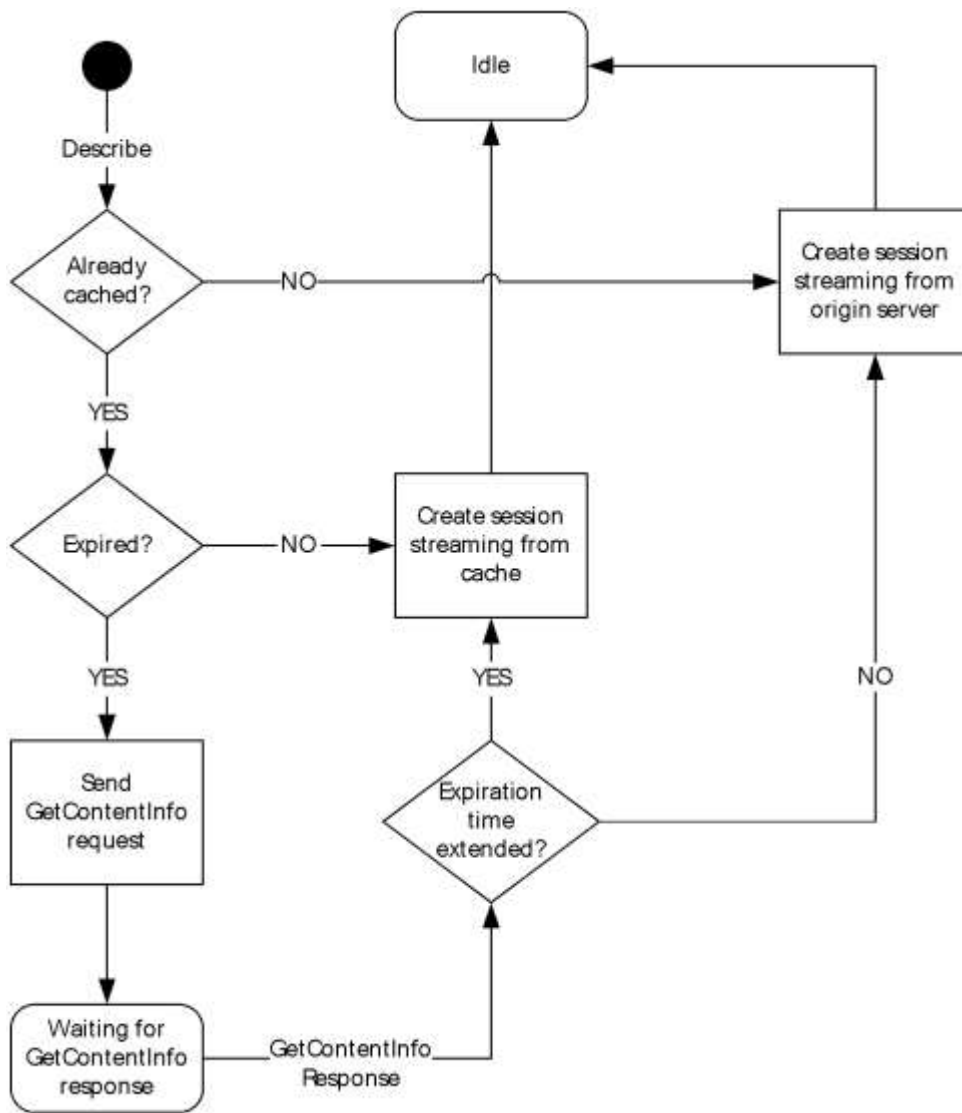 Idle
Describe
Already
cached?
NO
Create session
streaming from
origin server
YES
Expired?
NO
Create session
streaming from
cache
YES
YES
NO
Send
GetContentInfo
request
Expiration
time
extended?
Waiting for
GetContentInfo
response
GetContentInfo
Response